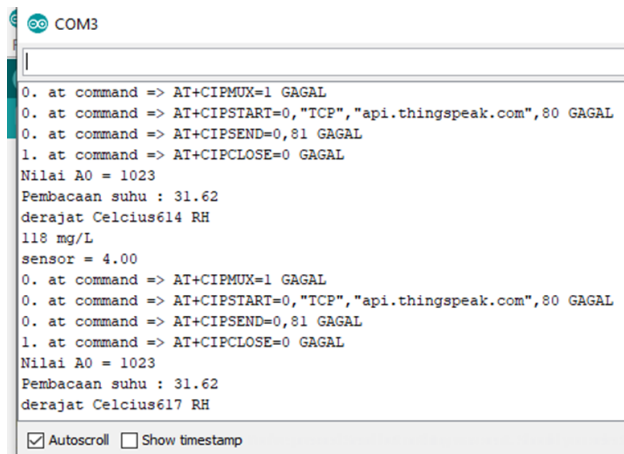 COM3
0. at command => AT+CIPMUX=1 GAGAL
0. at command => AT+CIPSTART=0,"TCP","api.thingspeak.com",80 GAGAL
0. at command => AT+CIPSEND=0,81 GAGAL
1. at command => AT+CIPCLOSE=0 GAGAL
Nilai A0 = 1023
Pembacaan suhu : 31.62
derajat Celcius614 RH
118 mg/L
sensor = 4.00
0. at command => AT+CIPMUX=1 GAGAL
0. at command => AT+CIPSTART=0,"TCP","api.thingspeak.com",80 GAGAL
0. at command => AT+CIPSEND=0,81 GAGAL
1. at command => AT+CIPCLOSE=0 GAGAL
Nilai A0 = 1023
Pembacaan suhu : 31.62
derajat Celcius617 RH
Autoscroll Show timestamp